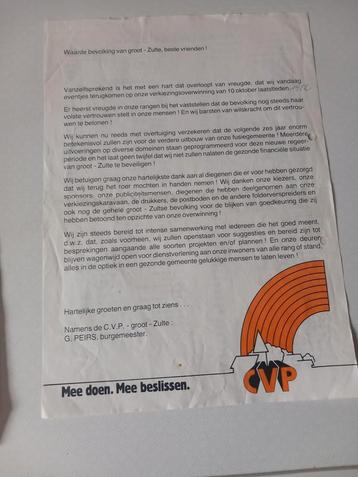 Waarde bevolking van groot - Zulte, beste vrienden !
Vanzelfsprekend is het met een hart dat overloopt van vreugde, dat wij vandaag
eventjes terugkomen op onze verkiezingsoverwinning van 10 oktober laatstleden.
Er heerst vreugde in onze rangen bij het vaststellen dat de bevolking nog steeds haar
volste vertrouwen stelt in onze mensen ! En wij barsten van wilskracht om dit vertrou-
wen te belonen !
Wij kunnen nu reeds met overtuiging verzekeren dat de volgende zes jaar enorm
betekenisvol zullen zijn voor de verdere uitbouw van onze fusiegemeente ! Meerdere
uitvoeringen op diverse domeinen staan geprogrammeerd voor deze nieuwe regeer-
periode en het laat geen twijfel dat wij niet zullen nalaten de gezonde financiële situatie
van groot - Zulte te beveiligen !
Wij betuigen graag onze hartelijkste dank aan al diegenen die er voor hebben gezorgd
dat wij terug het roer mochten in handen nemen ! Wij danken onze kiezers, onze
sponsors, onze publiciteitsmensen, diegenen die hebben deelgenomen aan onze
verkiezingskaravaan, de drukkers, de postboden en de andere folderverspreiders en
ook nog de gehele groot - Zultse bevolking voor de blijken van goedkeuring die zij
hebben betoond ten opzichte van onze overwinning !
Wij zijn steeds bereid tot intense samenwerking met iedereen die het goed meent,
d.w.z. dat, zoals voorheen, wij zullen openstaan voor suggesties en bereid zijn tot
besprekingen aangaande alle soorten projekten en/of plannen ! En onze deuren
blijven wagenwijd open voor dienstverlening aan onze inwoners van alle rang of stand,
alles in de optiek in een gezonde gemeente gelukkige mensen te laten leven !
Hartelijke groeten en graag tot ziens . . .
Namens de C.V.P. - groot - Zulte :
G. PEIRS, burgemeester.
Mee doen. Mee beslissen.
CVP